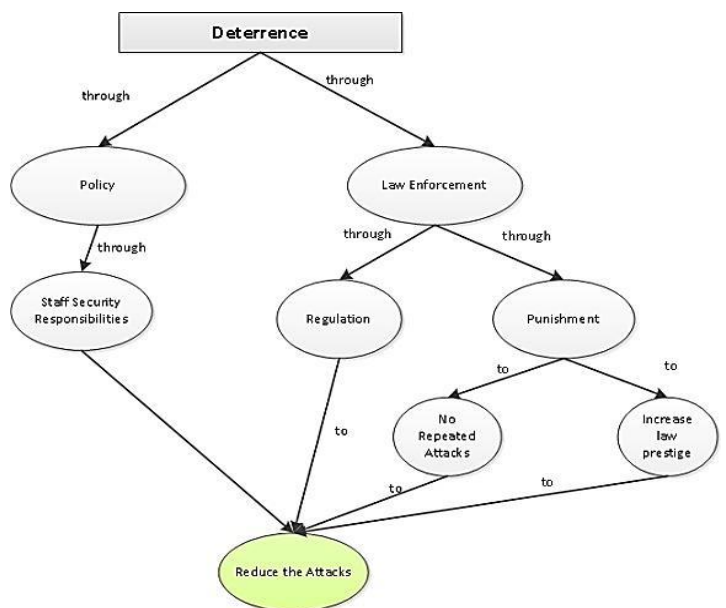 Deterrence
through
through
Policy
Law Enforcement
through
through
through
Staff Security
Responsibilities
Regulation
Punishment
to
to
to
No
Repeated
Attacks
Increase
law
prestige
to
to
Reduce the Attacks